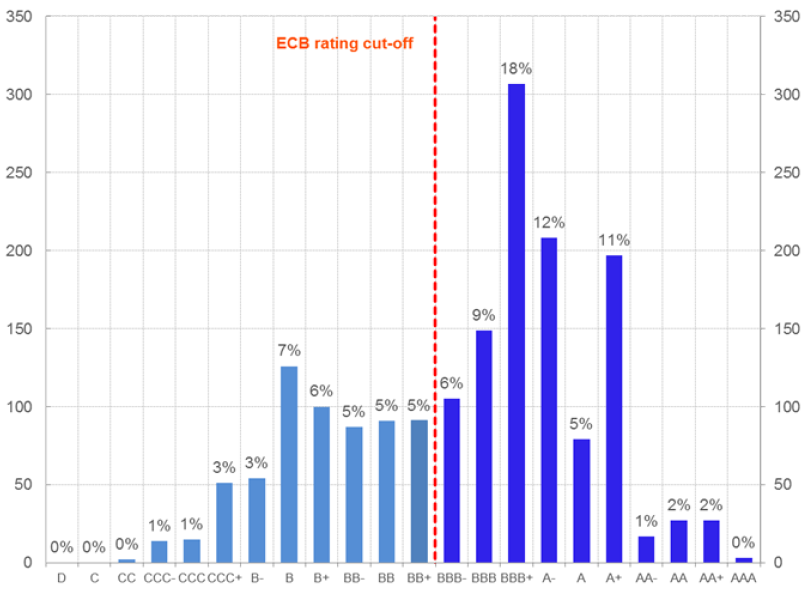 350 350
ECB rating cut-off
18%
300 300
250 250
12%
11%
200 200
9%
150 150
7%
6% 6%
100 5% 5% 5% 5% 100
3% 3%
50 50
1% 1% 1% 2% 2%
0% 0% 0% 0%
0 0
D C CC CCC- CCC CCC+ B- B B+ BB- BB BB+ BBB- BBB BBB+ A- A A+ AA- AA AA+ AAA